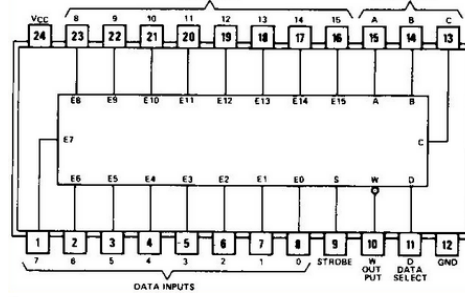 VCC 8 9 10 11 12 13 14 15 A B C
24 23 22 21 20 19 18 17 16 15 14 13
E8 E9 E10 E11 E12 E13 E14 E15 A B
E7 C
E6 E5 E4 E3 E2 E1 E0 S W D
1 2 3 4 5 6 7 8 9 10 11 12
7 6 5 4 3 2 1 0 STROBE W D GND
OUT DATA
PUT SELECT
DATA INPUTS